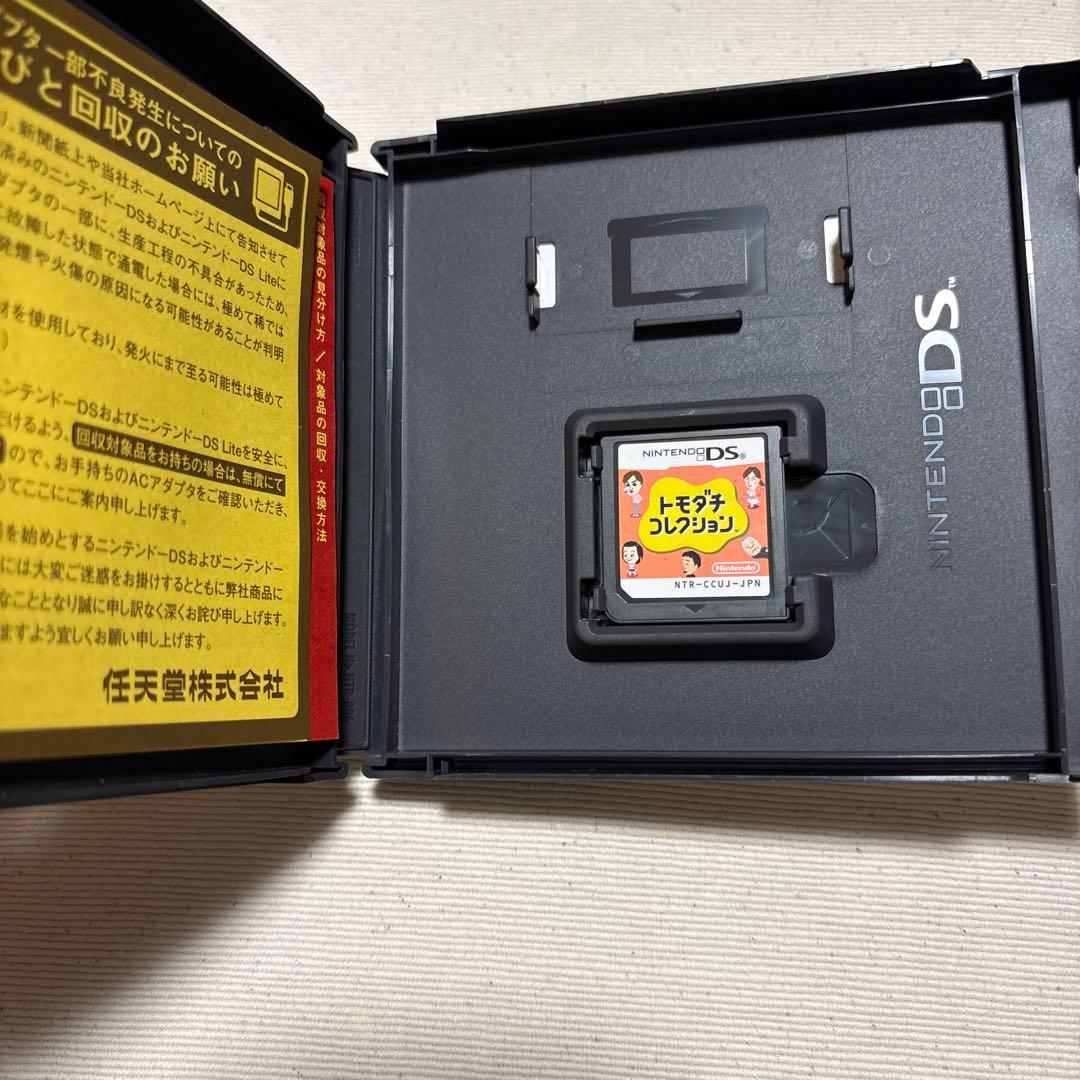 プター部不良発生についての
びと回収のお願い
、新聞紙上や当社ホームページ上にて告知させて
済みのニンテンドーDSおよびニンテンドーDS Liteに
ダプタの一部に、生産工程の不具合があったため、
に故障した状態で通電した場合には、極めて稀では
発煙や火傷の原因になる可能性があることが判明
材を使用しており、発火にまで至る可能性は極めて
ニンテンドーDSおよびニンテンドーDS Liteを安全に、
だけるよう、回収対象品をお持ちの場合は、無償にて
ので、お手持ちのACアダプタをご確認いただき、
めてここにご案内申し上げます。
を始めとするニンテンドーDSおよびニンテンドー
には大変ご迷惑をお掛けするとともに弊社商品に
なこととなり誠に申し訳なく深くお詫び申し上げます。
ますよう宜しくお願い申し上げます。
任天堂株式会社
回収対象品の見分け方／対象品の回収・交換方法
NINTENDO DS®
トモダチ
コレクション™
Nintendo
NTR-CCUJ-JPN
NINTENDO DS™